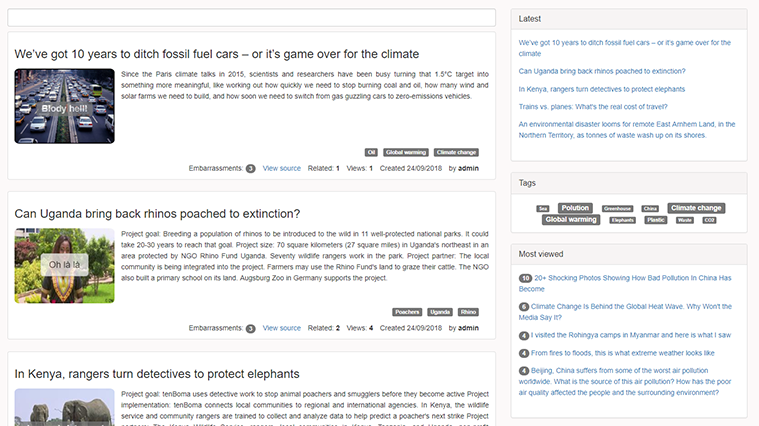 We've got 10 years to ditch fossil fuel cars – or it's game over for the climate
Since the Paris climate talks in 2015, scientists and researchers have been busy turning that 1.5°C target into
something more meaningful, like working out how quickly we need to stop burning coal and oil, how many wind and
solar farms we need to build, and how soon we need to switch from gas guzzling cars to zero-emissions vehicles.
Blody hell!
Oil Global warming Climate change
Embarrassments: 3 View source Related: 1 Views: 1 Created 24/09/2018 by admin
Can Uganda bring back rhinos poached to extinction?
Project goal: Breeding a population of rhinos to be introduced to the wild in 11 well-protected national parks. It could
take 20-30 years to reach that goal. Project size: 70 square kilometers (27 square miles) in Uganda's northeast in an
area protected by NGO Rhino Fund Uganda. Seventy wildlife rangers work in the park. Project partner: The local
community is being integrated into the project. Farmers may use the Rhino Fund's land to graze their cattle. The NGO
also built a primary school on its land. Augsburg Zoo in Germany supports the project.
Oh là là
Poachers Uganda Rhino
Embarrassments: 3 View source Related: 2 Views: 4 Created 24/09/2018 by admin
In Kenya, rangers turn detectives to protect elephants
Project goal: tenBoma uses detective work to stop animal poachers and smugglers before they become active Project
implementation: tenBoma connects local communities to regional and international agencies. In Kenya, the wildlife
service and community rangers are trained to collect and analyze data to help predict a poacher's next strike Project
Latest
We've got 10 years to ditch fossil fuel cars – or it's game over for the
climate
Can Uganda bring back rhinos poached to extinction?
In Kenya, rangers turn detectives to protect elephants
Trains vs. planes: What's the real cost of travel?
An environmental disaster looms for remote East Arnhem Land, in the
Northern Territory, as tonnes of waste wash up on its shores.
Tags
Sea Polution Greenhouse China Climate change
Global warming Elephants Plastic Waste CO2
Most viewed
10 20+ Shocking Photos Showing How Bad Pollution In China Has
Become
6 Climate Change Is Behind the Global Heat Wave. Why Won't the
Media Say It?
4 I visited the Rohingya camps in Myanmar and here is what I saw
4 From fires to floods, this is what extreme weather looks like
4 Beijing, China suffers from some of the worst air pollution
worldwide. What is the source of this air pollution? How has the poor
air quality affected the people and the surrounding environment?